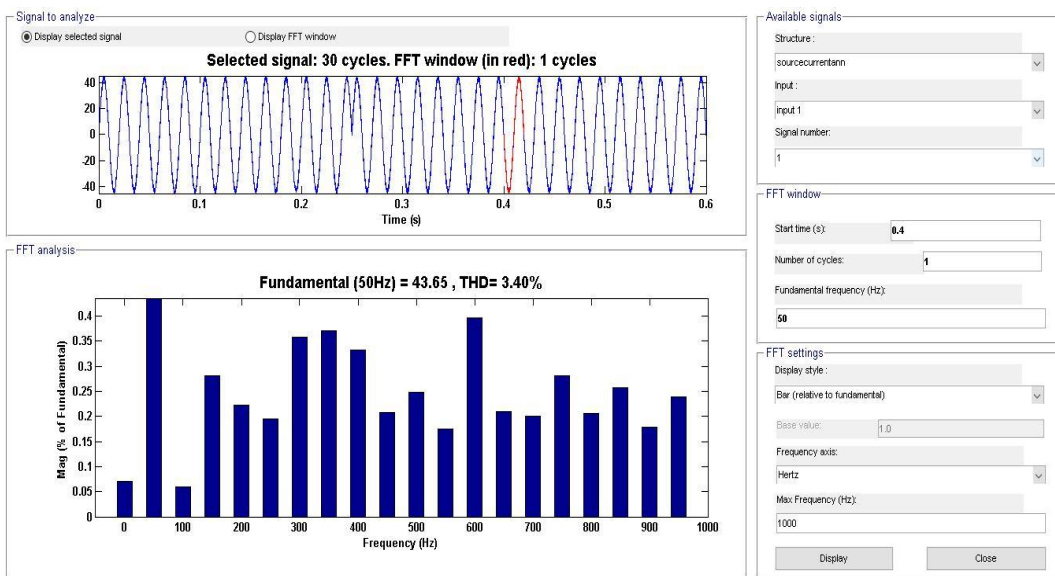 Signal to analyze
Display selected signal
Display FFT window
Selected signal: 30 cycles. FFT window (in red): 1 cycles
40
20
0
-20
-40
0 0.1 0.2 0.3 0.4 0.5 0.6
Time (s)
FFT analysis
Fundamental (50Hz) = 43.65 , THD= 3.40%
0.4
0.35
0.3
0.25
0.2
0.15
0.1
0.05
0
Mag (% of Fundamental)
0 100 200 300 400 500 600 700 800 900 1000
Frequency (Hz)
Available signals
Structure :
sourcecurrentann
Input :
input 1
Signal number:
1
FFT window
Start time (s): 0.4
Number of cycles: 1
Fundamental frequency (Hz):
50
FFT settings
Display style :
Bar (relative to fundamental)
Base value: 1.0
Frequency axis:
Hertz
Max Frequency (Hz):
1000
Display Close